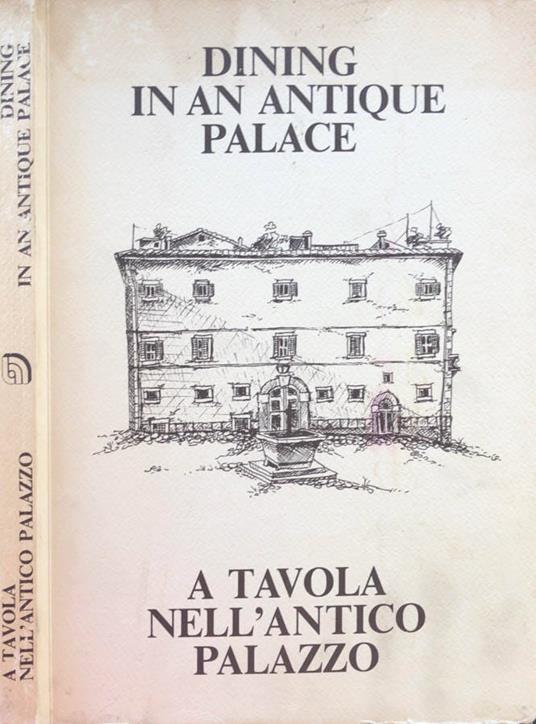 DINING
IN AN ANTIQUE
PALACE
A TAVOLA
NELL'ANTICO
PALAZZO
DINING
IN AN ANTIQUE PALACE
A TAVOLA
NELL'ANTICO PALAZZO